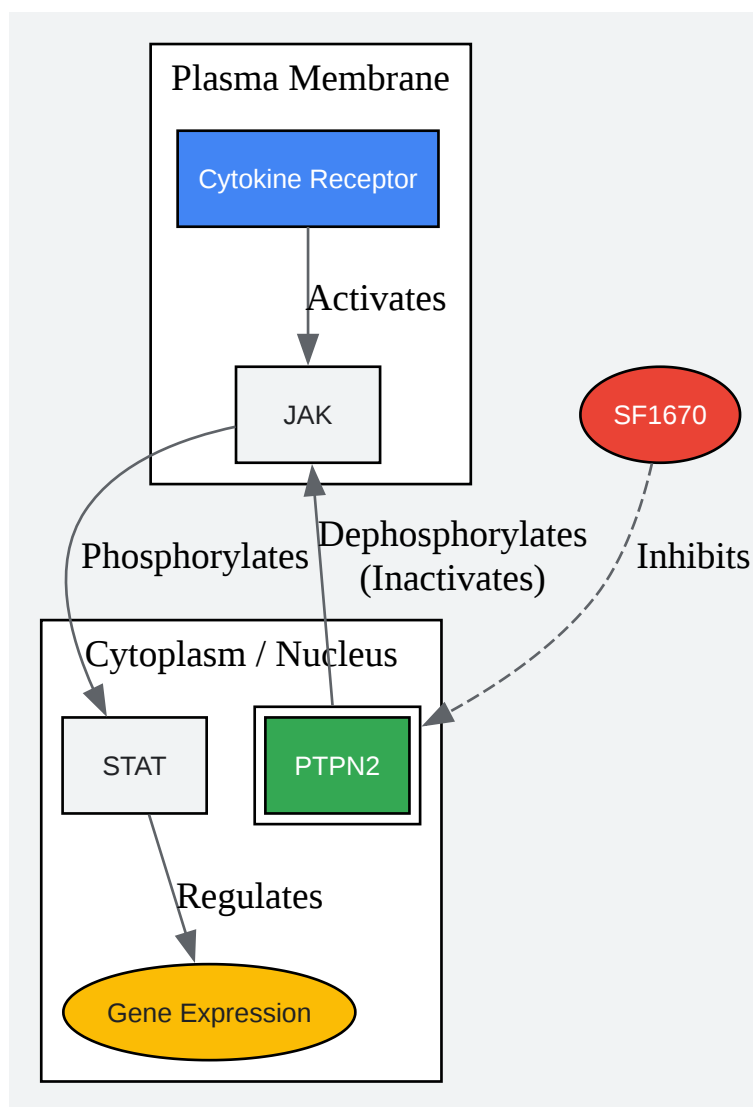 Plasma Membrane
Cytokine Receptor
Activates
JAK
SF1670
Phosphorylates
Dephosphorylates
(Inactivates)
Inhibits
Cytoplasm / Nucleus
STAT
PTPN2
Regulates
Gene Expression